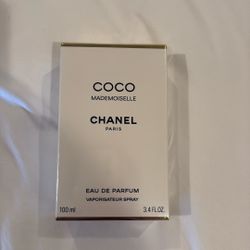 COCO
MADEMOISELLE
CHANEL
PARIS
EAU DE PARFUM
VAPORISATEUR SPRAY
100 ml 3.4 FL. OZ.